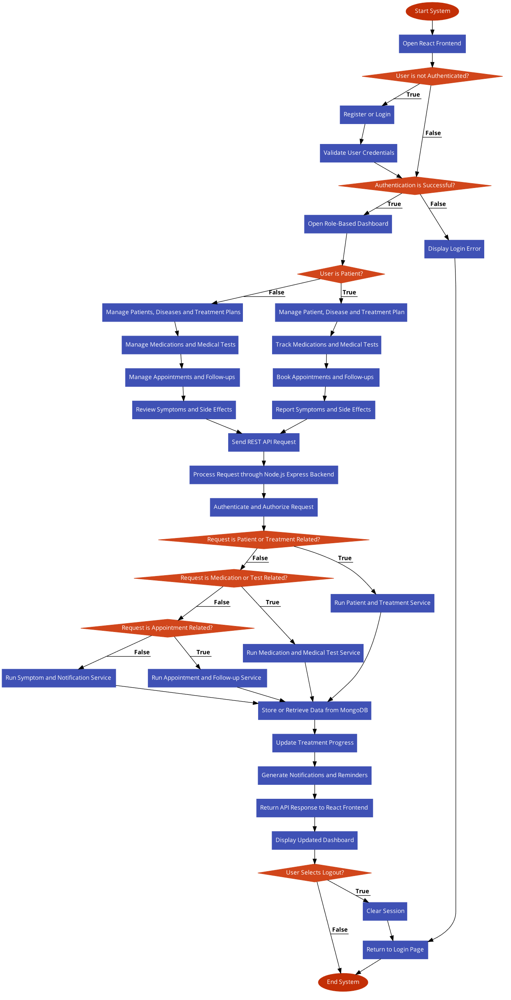 Start System
Open React Frontend
User is not Authenticated?
True
Register or Login
False
Validate User Credentials
Authentication is Successful?
True
False
Open Role-Based Dashboard
Display Login Error
User is Patient?
False
True
Manage Patients, Diseases and Treatment Plans
Manage Patient, Disease and Treatment Plan
Manage Medications and Medical Tests
Track Medications and Medical Tests
Manage Appointments and Follow-ups
Book Appointments and Follow-ups
Review Symptoms and Side Effects
Report Symptoms and Side Effects
Send REST API Request
Process Request through Node.js Express Backend
Authenticate and Authorize Request
Request is Patient or Treatment Related?
False
True
Request is Medication or Test Related?
False
True
Run Patient and Treatment Service
Request is Appointment Related?
False
True
Run Medication and Medical Test Service
Run Symptom and Notification Service
Run Appointment and Follow-up Service
Store or Retrieve Data from MongoDB
Update Treatment Progress
Generate Notifications and Reminders
Return API Response to React Frontend
Display Updated Dashboard
User Selects Logout?
True
Clear Session
False
Return to Login Page
End System